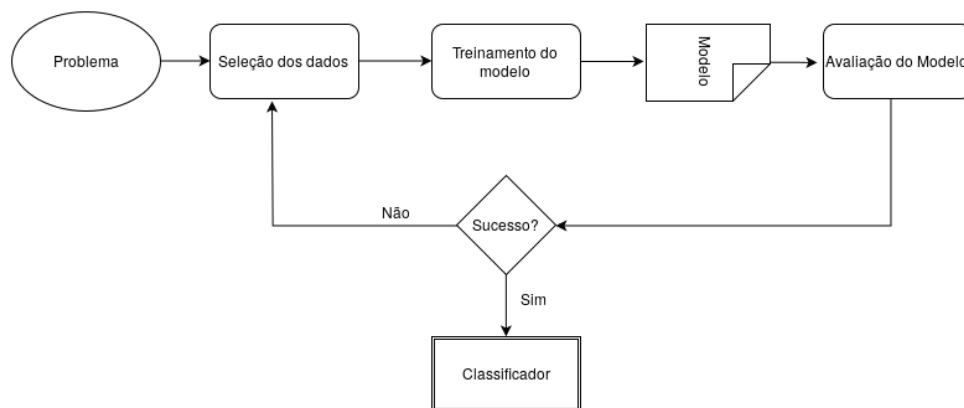 Problema
Seleção dos dados
Treinamento do
modelo
Modelo
Avaliação do Modelo
Não
Sucesso?
Sim
Classificador